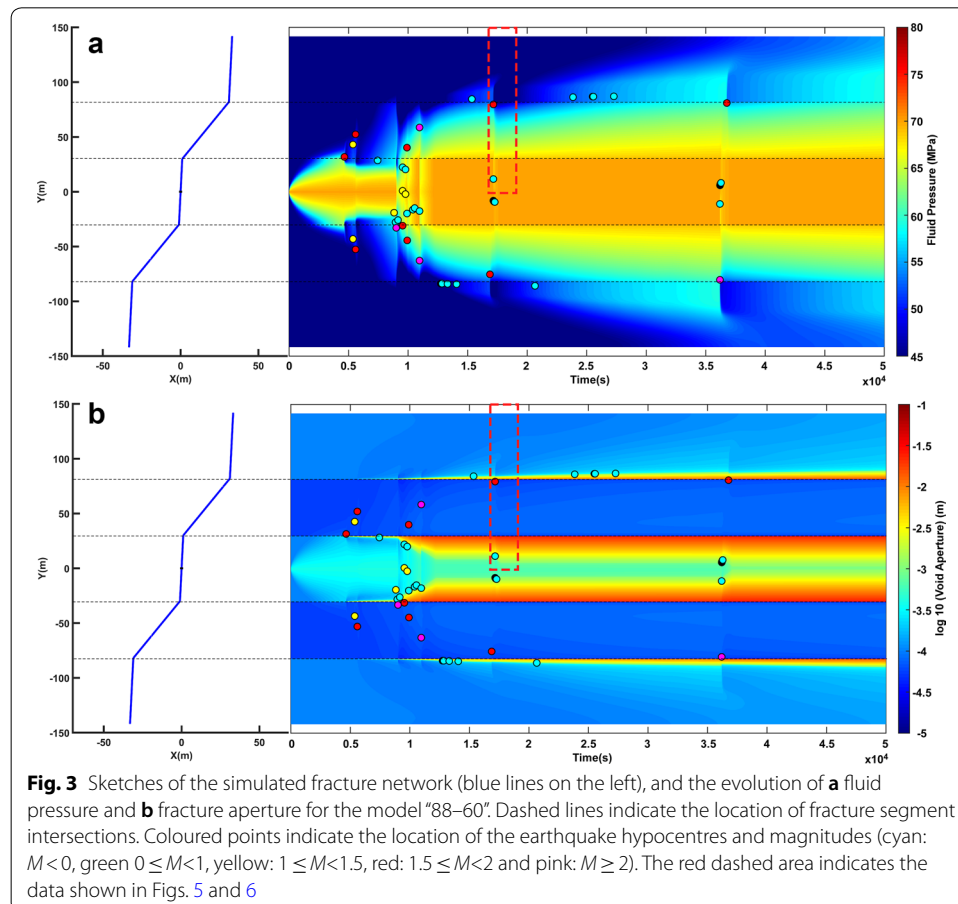 a
150
100
50
0
-50
-100
-150
Y(m)
-50 0 50
X(m)
0 0.5 1 1.5 2 2.5 3 3.5 4 4.5 5
Time(s)
x10⁴
80
75
70
65
60
55
50
45
Fluid Pressure (MPa)
b
150
100
50
0
-50
-100
-150
Y(m)
-50 0 50
X(m)
0 0.5 1 1.5 2 2.5 3 3.5 4 4.5 5
Time(s)
x10⁴
-1
-1.5
-2
-2.5
-3
-3.5
-4
-4.5
-5
log 10 (Void Aperture) (m)
Fig. 3 Sketches of the simulated fracture network (blue lines on the left), and the evolution of a fluid
pressure and b fracture aperture for the model “88–60”. Dashed lines indicate the location of fracture segment
intersections. Coloured points indicate the location of the earthquake hypocentres and magnitudes (cyan:
M < 0, green 0 ≤ M < 1, yellow: 1 ≤ M < 1.5, red: 1.5 ≤ M < 2 and pink: M ≥ 2). The red dashed area indicates the
data shown in Figs. 5 and 6